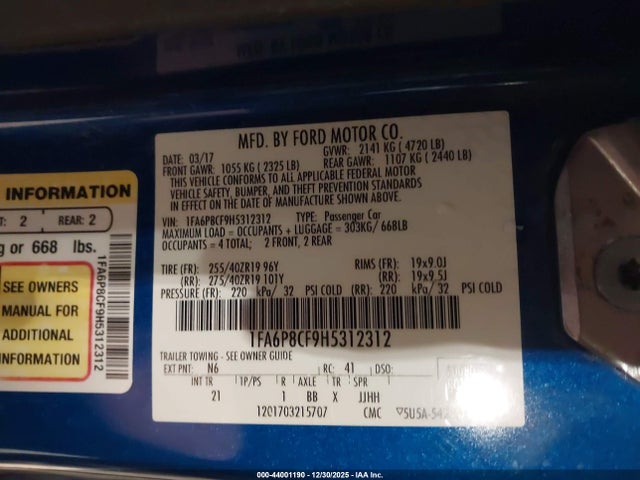 MFD. BY FORD MOTOR CO.
DATE: 03/17 GVWR: 2141 KG ( 4720 LB)
FRONT GAWR: 1055 KG ( 2325 LB) REAR GAWR: 1107 KG ( 2440 LB)
THIS VEHICLE CONFORMS TO ALL APPLICABLE FEDERAL MOTOR
VEHICLE SAFETY, BUMPER, AND THEFT PREVENTION STANDARDS
IN EFFECT ON THE DATE OF MANUFACTURE SHOWN ABOVE.
VIN: 1FA6P8CF9H5312312 TYPE: Passenger Car
MAXIMUM LOAD = OCCUPANTS + LUGGAGE = 303KG/ 668LB
OCCUPANTS = 4 TOTAL; 2 FRONT, 2 REAR
TIRE (FR): 255/40ZR19 96Y RIMS (FR): 19x9.0J
(RR): 275/40ZR19 101Y (RR): 19x9.5J
PRESSURE (FR): 220 kPa/ 32 PSI COLD (RR): 220 kPa/ 32 PSI COLD
1FA6P8CF9H5312312
TRAILER TOWING - SEE OWNER GUIDE
EXT PNT: N6 RC: 41 DSO:
INT TR 1P/PS R AXLE TR SPR
21 1 BB X JJHH
1201703215707 CMC
INFORMATION
T: 2 REAR: 2
g or 668 lbs.
SEE OWNERS
MANUAL FOR
ADDITIONAL
INFORMATION
1FA6P8CF9H5312312
000-44001190 - 12/30/2025 - IAA Inc.